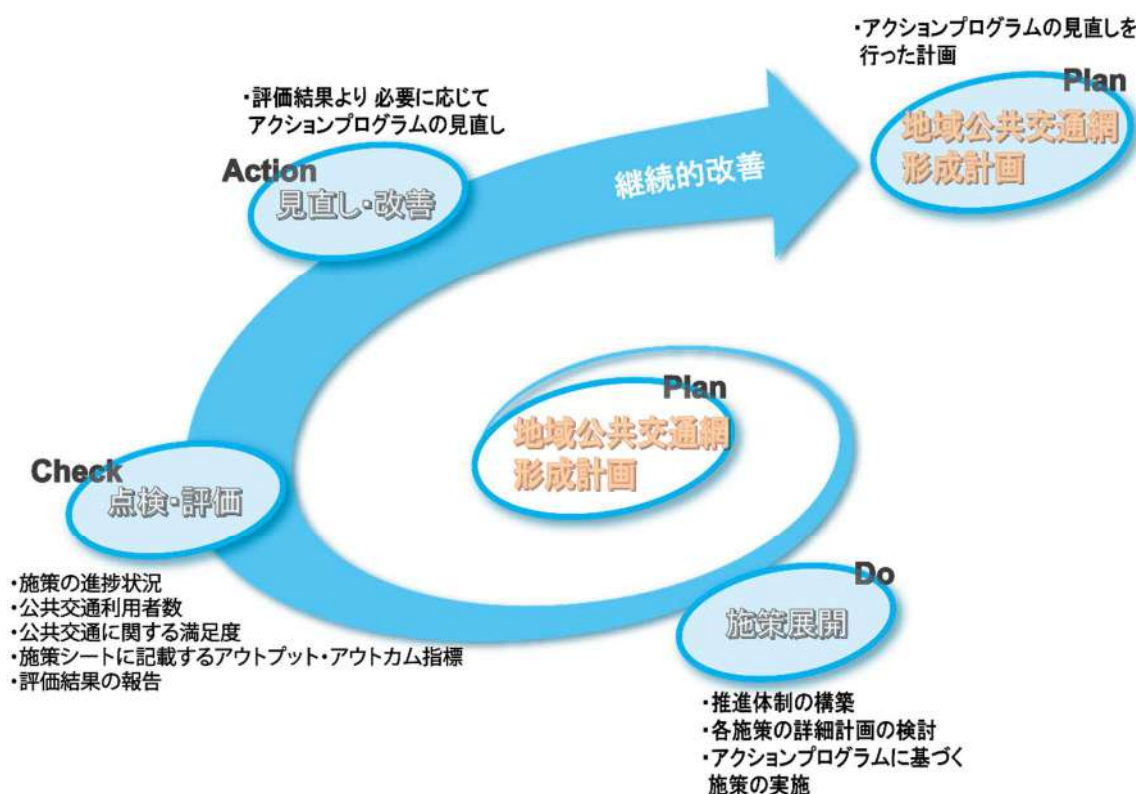 ・アクションプログラムの見直しを
行った計画
Plan
地域公共交通網
形成計画
・評価結果より 必要に応じて
アクションプログラムの見直し
Action
見直し・改善
継続的改善
Plan
地域公共交通網
形成計画
Check
点検・評価
・施策の進捗状況
・公共交通利用者数
・公共交通に関する満足度
・施策シートに記載するアウトプット・アウトカム指標
・評価結果の報告
Do
施策展開
・推進体制の構築
・各施策の詳細計画の検討
・アクションプログラムに基づく
施策の実施